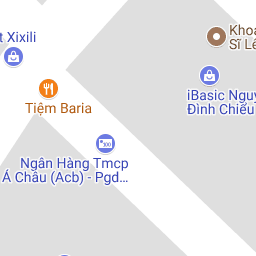 t Xixili
Khoa
Sĩ Lê
iBasic Nguy
Đình Chiểu
Tiệm Baria
Ngân Hàng Tmcp
Á Châu (Acb) - Pgd...